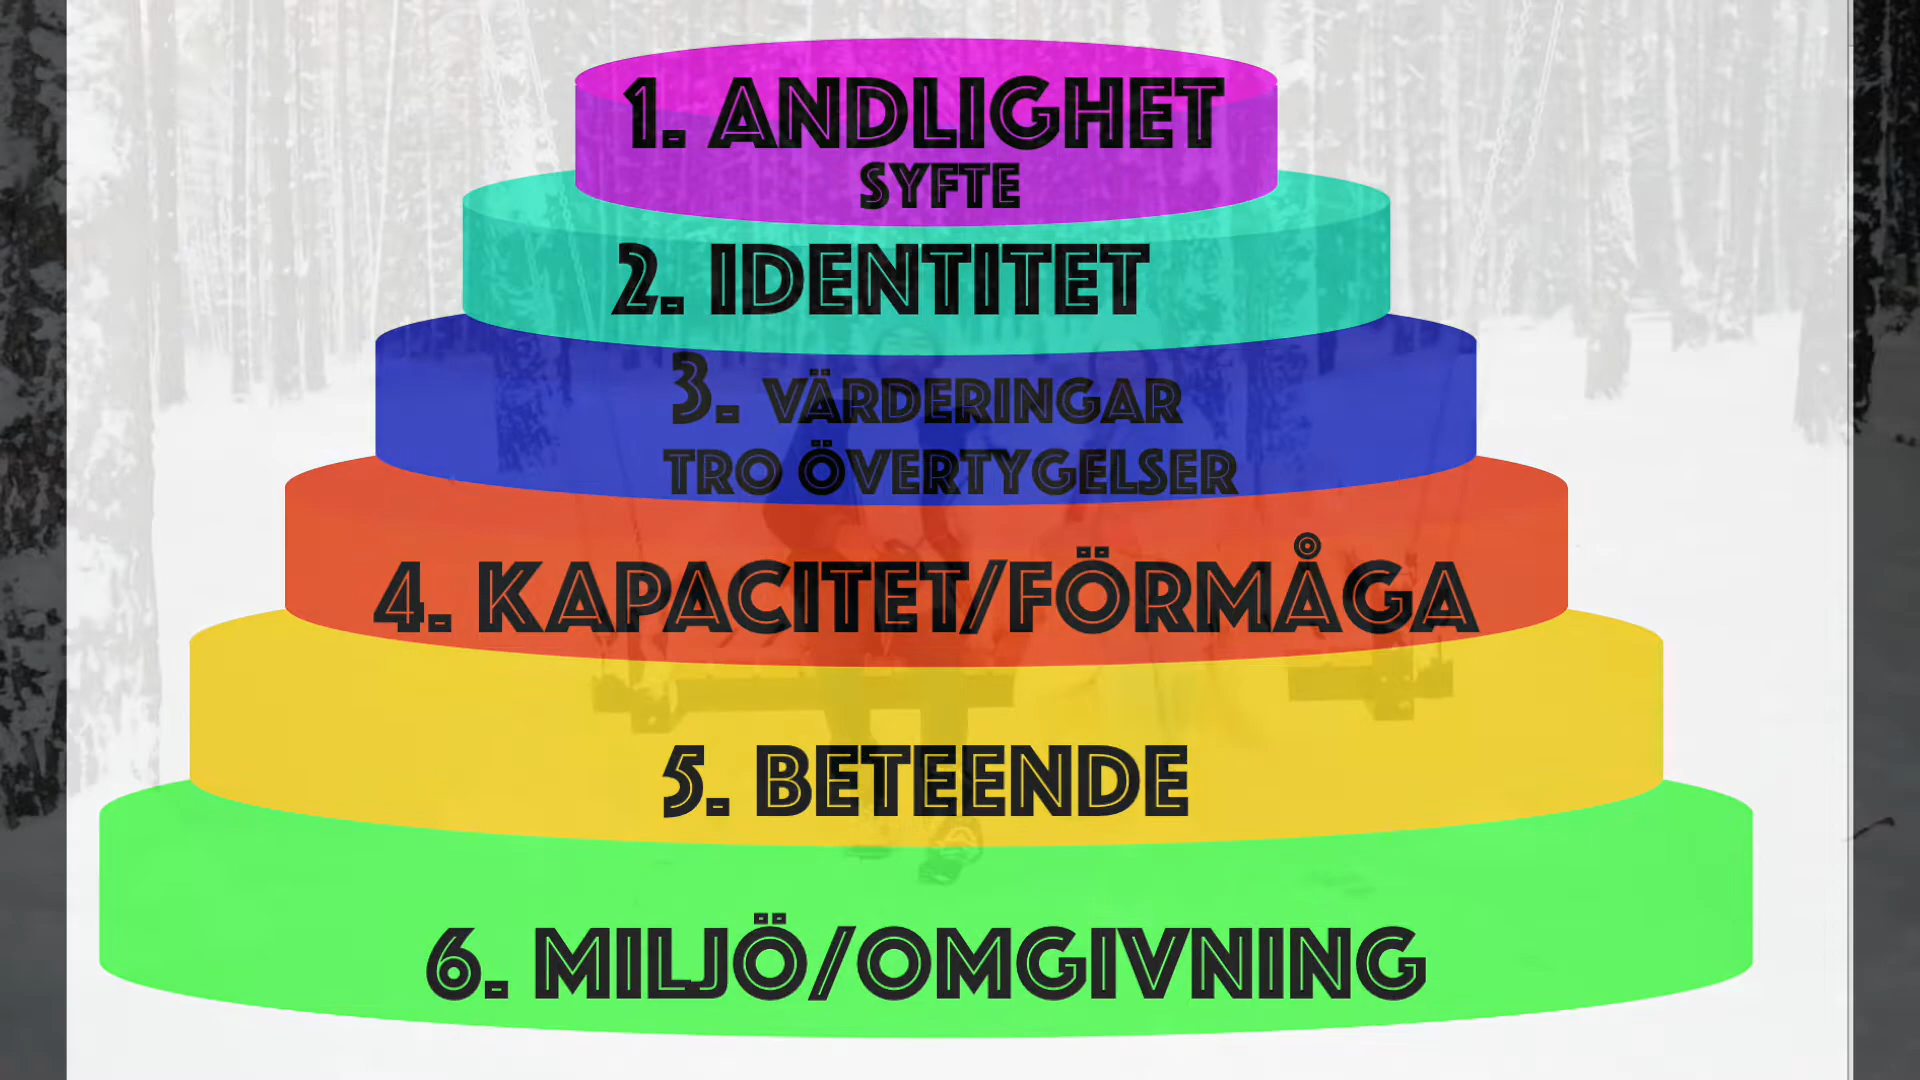 1. ANDLIGHET
SYFTE
2. IDENTITET
3. VÄRDERINGAR
TRO ÖVERTYGELSER
4. KAPACITET/FÖRMÅGA
5. BETEENDE
6. MILJÖ/OMGIVNING